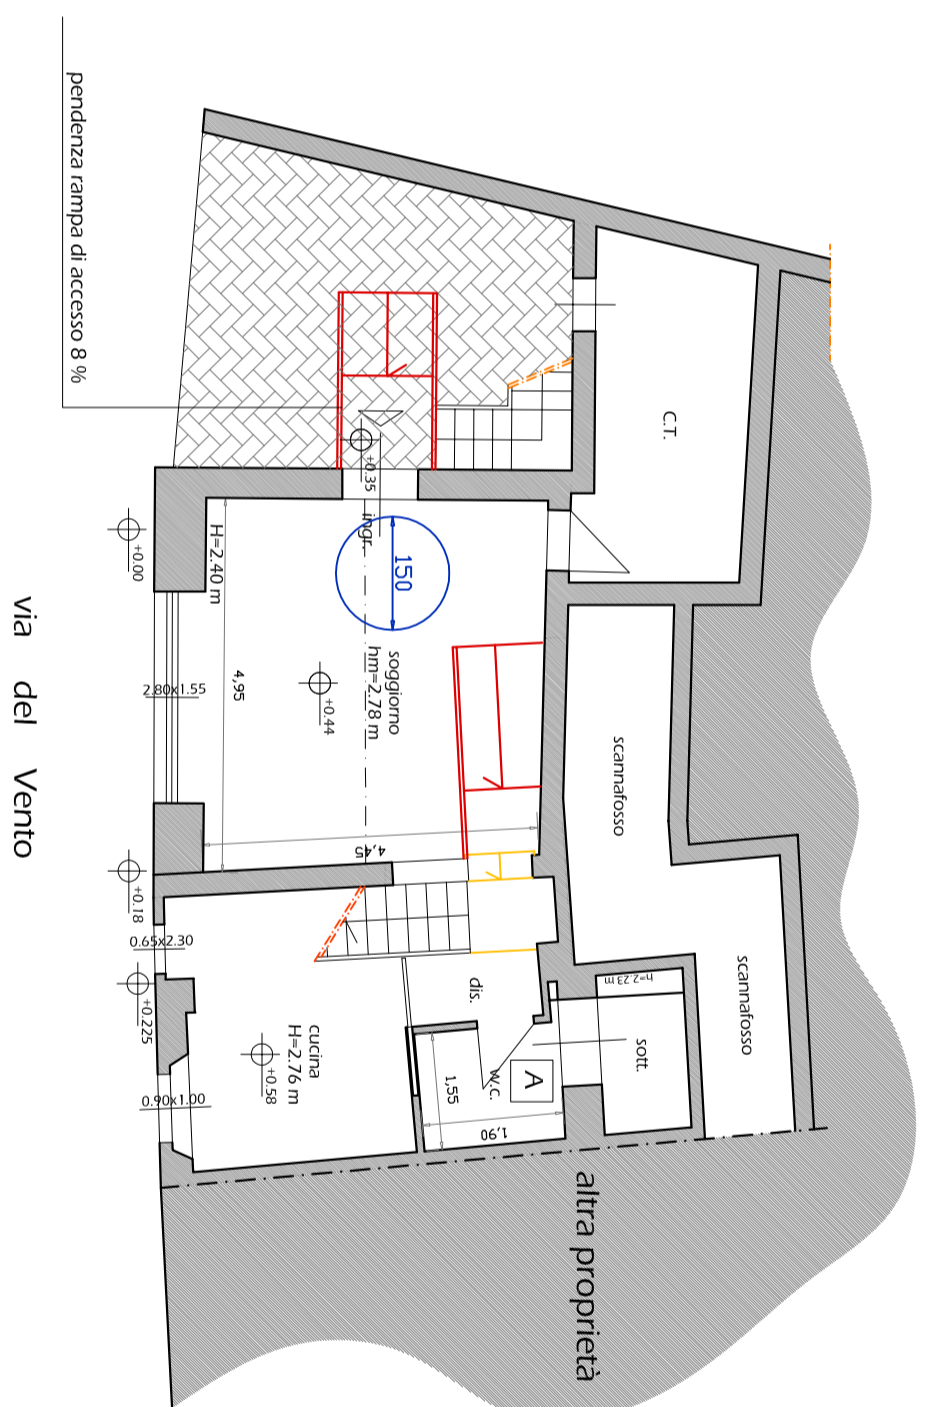 pendenza rampa di accesso 8 %
C.T.
+0.35
ingr.
150
H=2.40 m
+0.00
soggiorno
hm=2.78 m
+0.44
4,95
2.80x1.55
4,45
scannafosso
scannafosso
+0.18
0.65x2.30
+0.225
h=2.23 m
dis.
sott.
w.c.
A
1,55
1,90
cucina
H=2.76 m
+0.58
0.90x1.00
altra proprietà
via del Vento